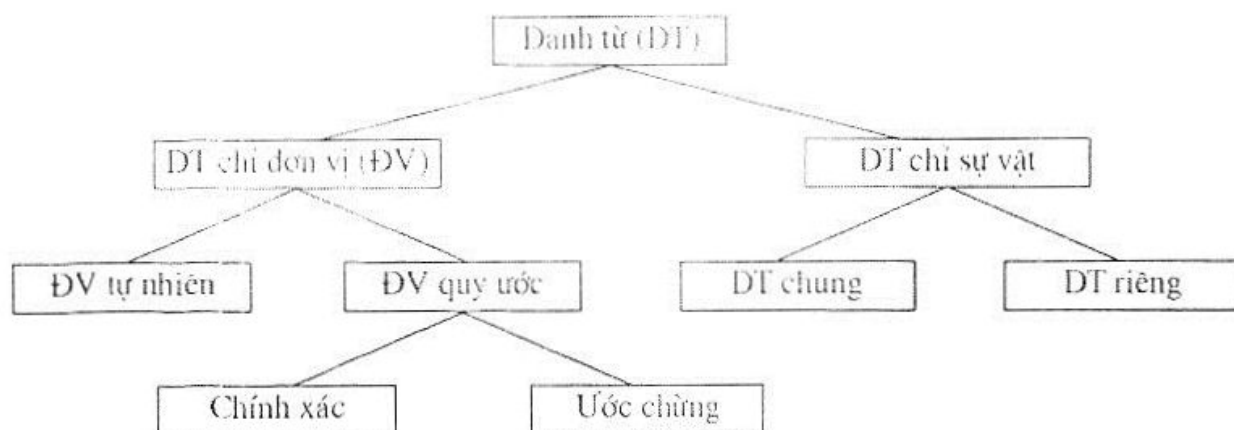 Danh từ (DT)
DT chỉ đơn vị (ĐV)
DT chỉ sự vật
ĐV tự nhiên
ĐV quy ước
DT chung
DT riêng
Chính xác
Ước chừng